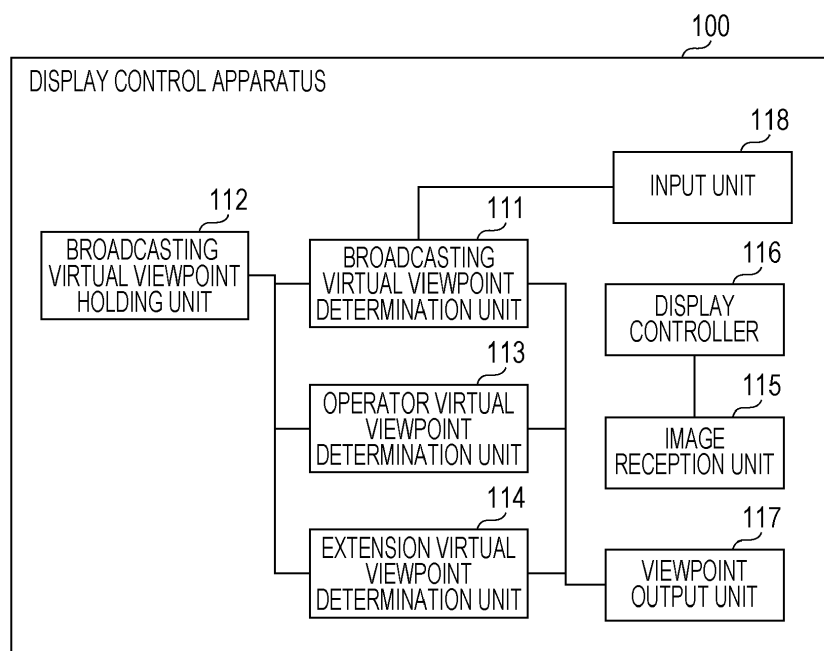 100
DISPLAY CONTROL APPARATUS
118
INPUT UNIT
112
BROADCASTING
VIRTUAL VIEWPOINT
HOLDING UNIT
111
BROADCASTING
VIRTUAL VIEWPOINT
DETERMINATION UNIT
116
DISPLAY
CONTROLLER
113
OPERATOR VIRTUAL
VIEWPOINT
DETERMINATION UNIT
115
IMAGE
RECEPTION UNIT
114
EXTENSION VIRTUAL
VIEWPOINT
DETERMINATION UNIT
117
VIEWPOINT
OUTPUT UNIT